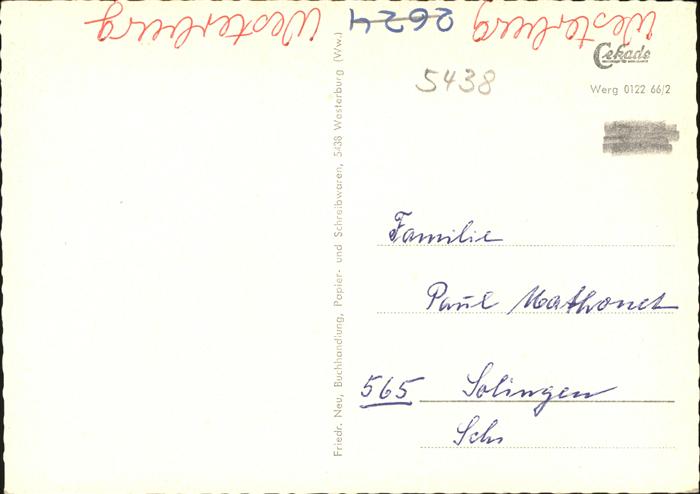 Westerburg
2624
Westerburg
Westerburg
Cekade
5438
Werg 0122 66/2
Friedr. Neu, Buchhandlung, Papier- und Schreibwaren, 5438 Westerburg (Ww.)
Familie
Paul Mathonet
565 Solingen
Sch